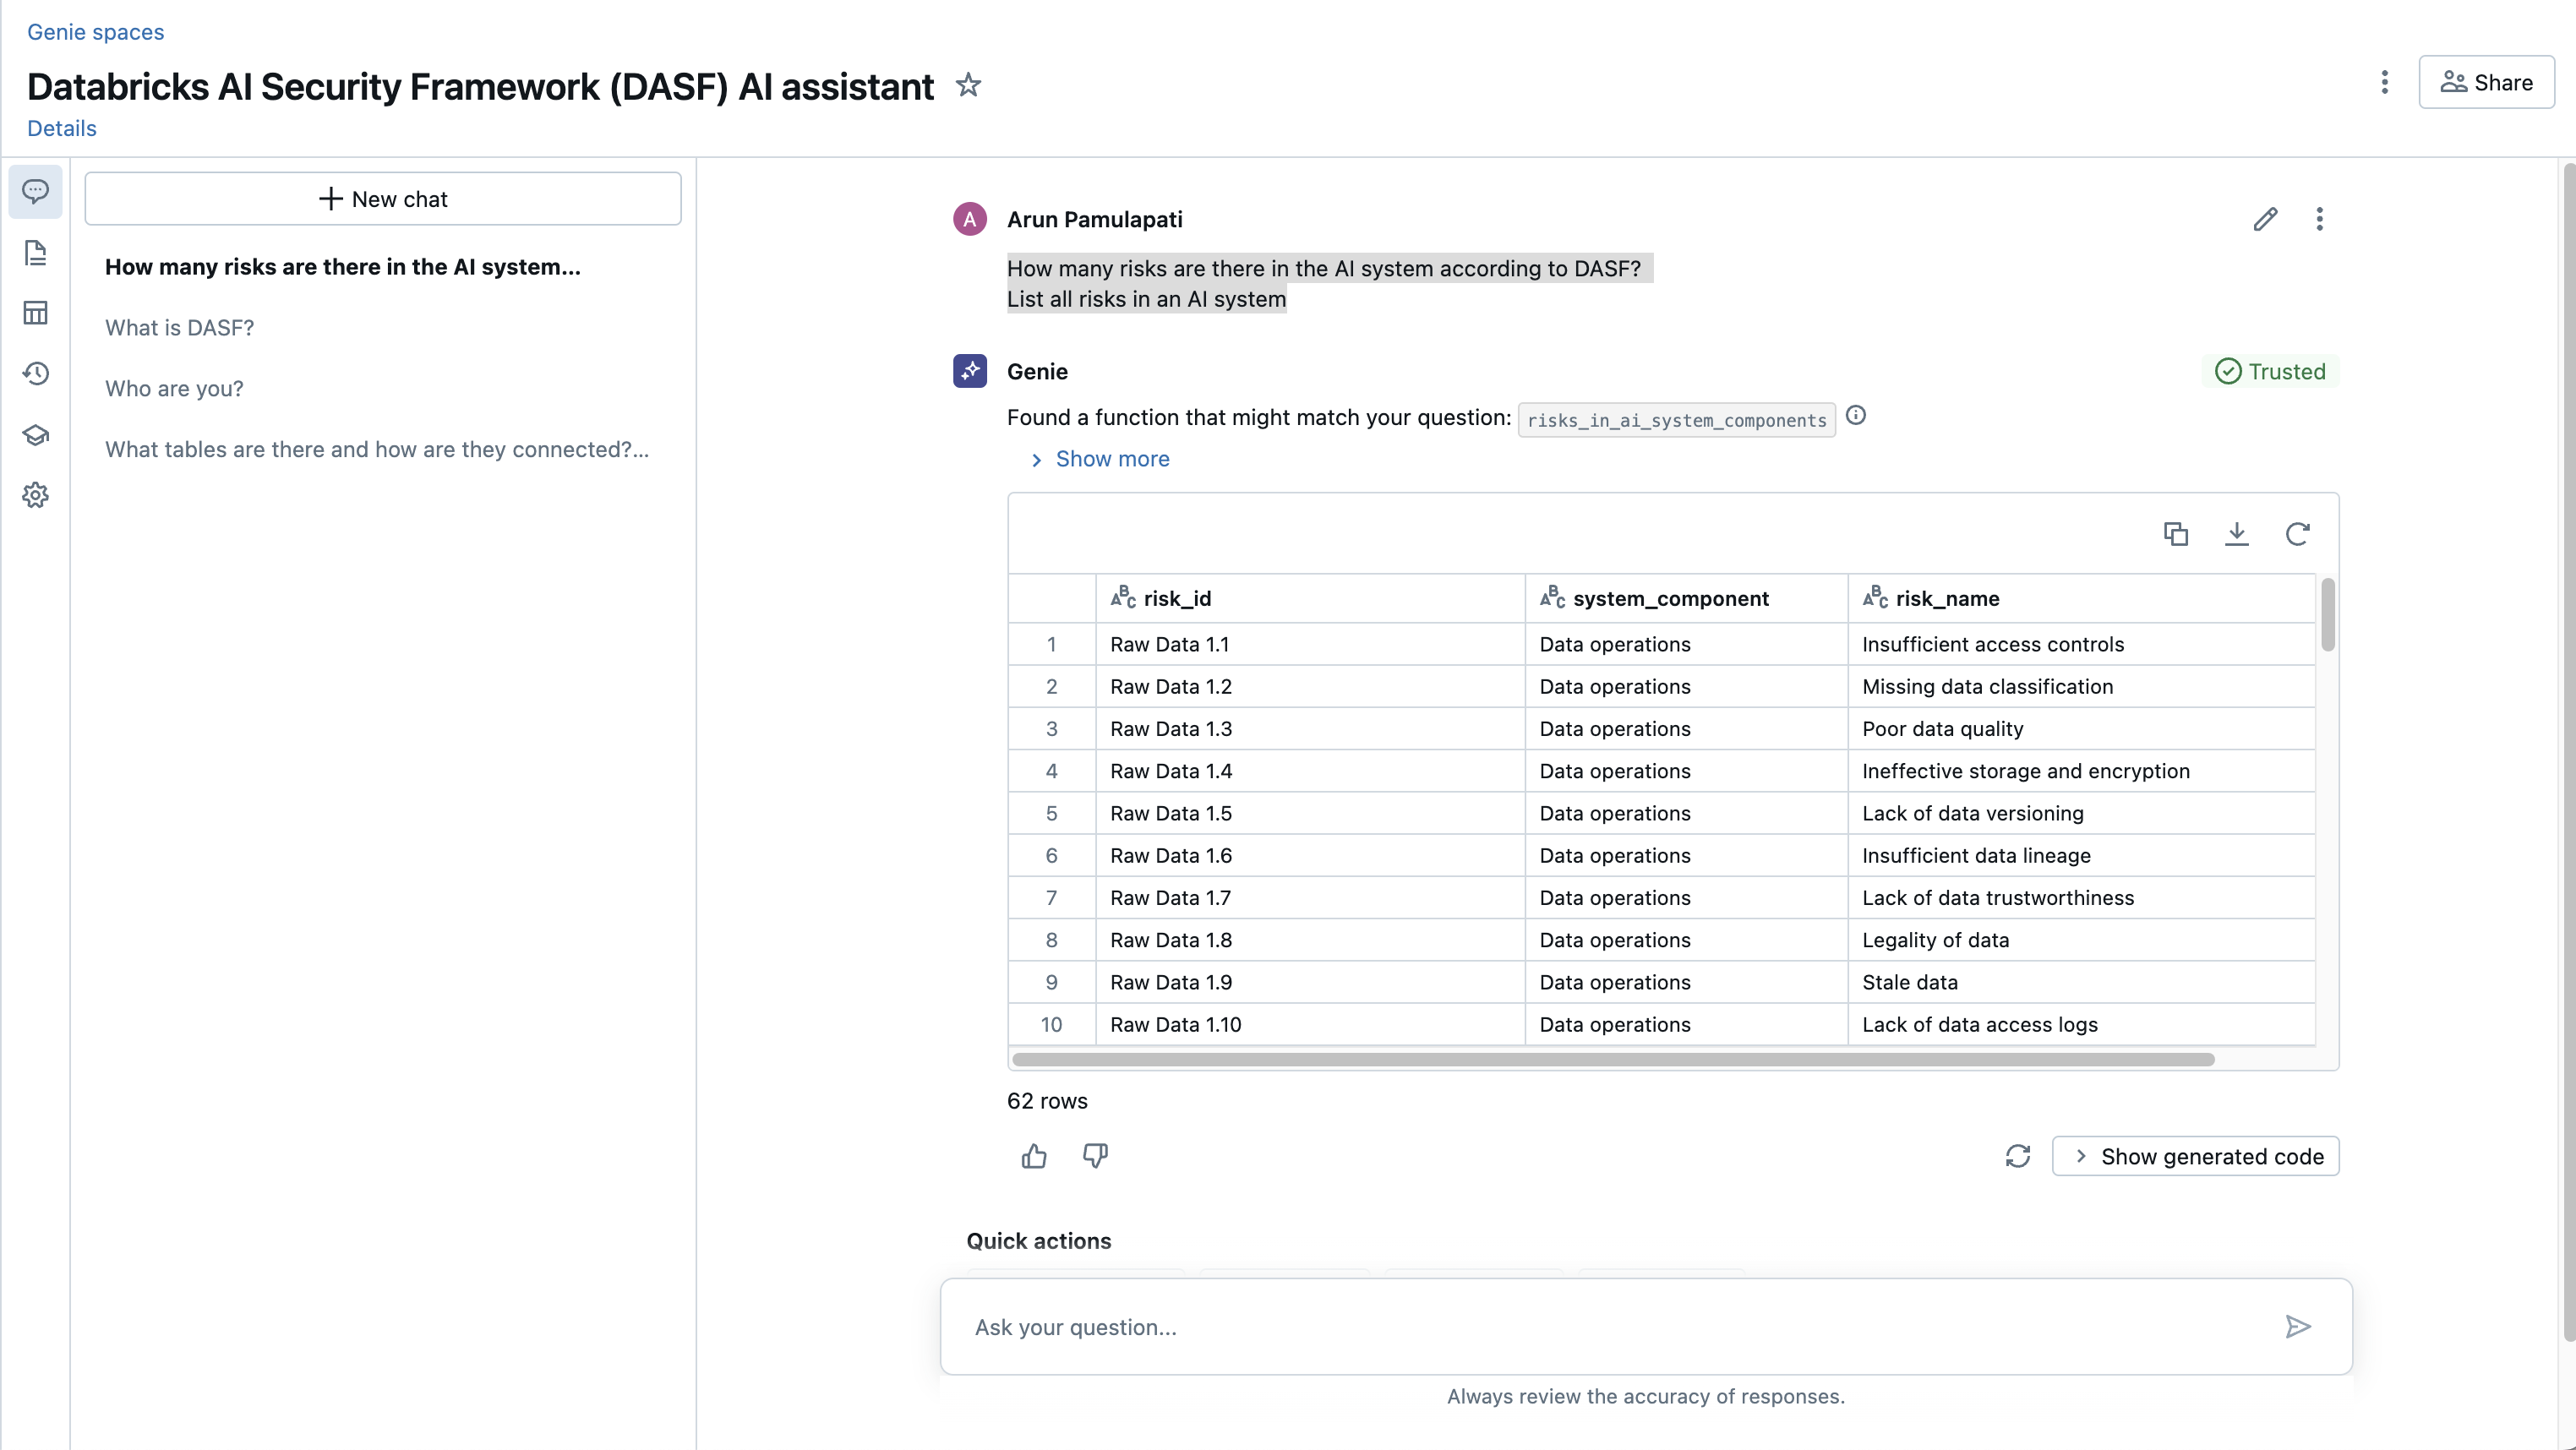 Genie spaces
Databricks AI Security Framework (DASF) AI assistant
Share
Details
New chat
How many risks are there in the AI system...
What is DASF?
Who are you?
What tables are there and how are they connected?...
A
Arun Pamulapati
How many risks are there in the AI system according to DASF?
List all risks in an AI system
Genie
Trusted
Found a function that might match your question: risks_in_ai_system_components
Show more
ABC risk_id ABC system_component ABC risk_name
1 Raw Data 1.1 Data operations Insufficient access controls
2 Raw Data 1.2 Data operations Missing data classification
3 Raw Data 1.3 Data operations Poor data quality
4 Raw Data 1.4 Data operations Ineffective storage and encryption
5 Raw Data 1.5 Data operations Lack of data versioning
6 Raw Data 1.6 Data operations Insufficient data lineage
7 Raw Data 1.7 Data operations Lack of data trustworthiness
8 Raw Data 1.8 Data operations Legality of data
9 Raw Data 1.9 Data operations Stale data
10 Raw Data 1.10 Data operations Lack of data access logs
62 rows
Show generated code
Quick actions
Ask your question...
Always review the accuracy of responses.